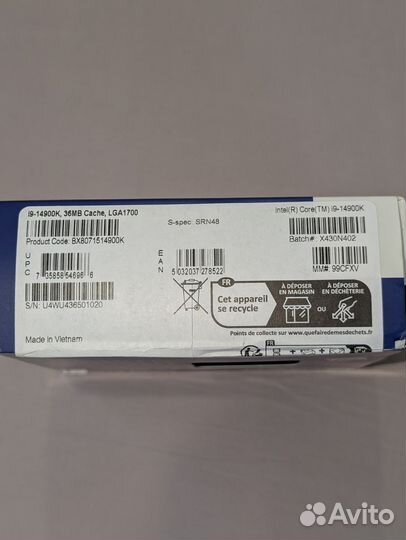 I9-14900K, 36MB Cache, LGA1700
S-spec: SRN48
Intel(R) Core(TM) i9-14900K
Product Code: BX8071514900K
Batch#: X430N402
UPC
7 05858 54696 6
EAN
5 032037 278522
MM#: 99CFXV
S/N: U4WU436501020
FR
Cet appareil se recycle
À DÉPOSER EN MAGASIN
OU
À DÉPOSER EN DÉCHÈTERIE
Points de collecte sur www.quefairedemesdechets.fr
Made in Vietnam
FR
Avito